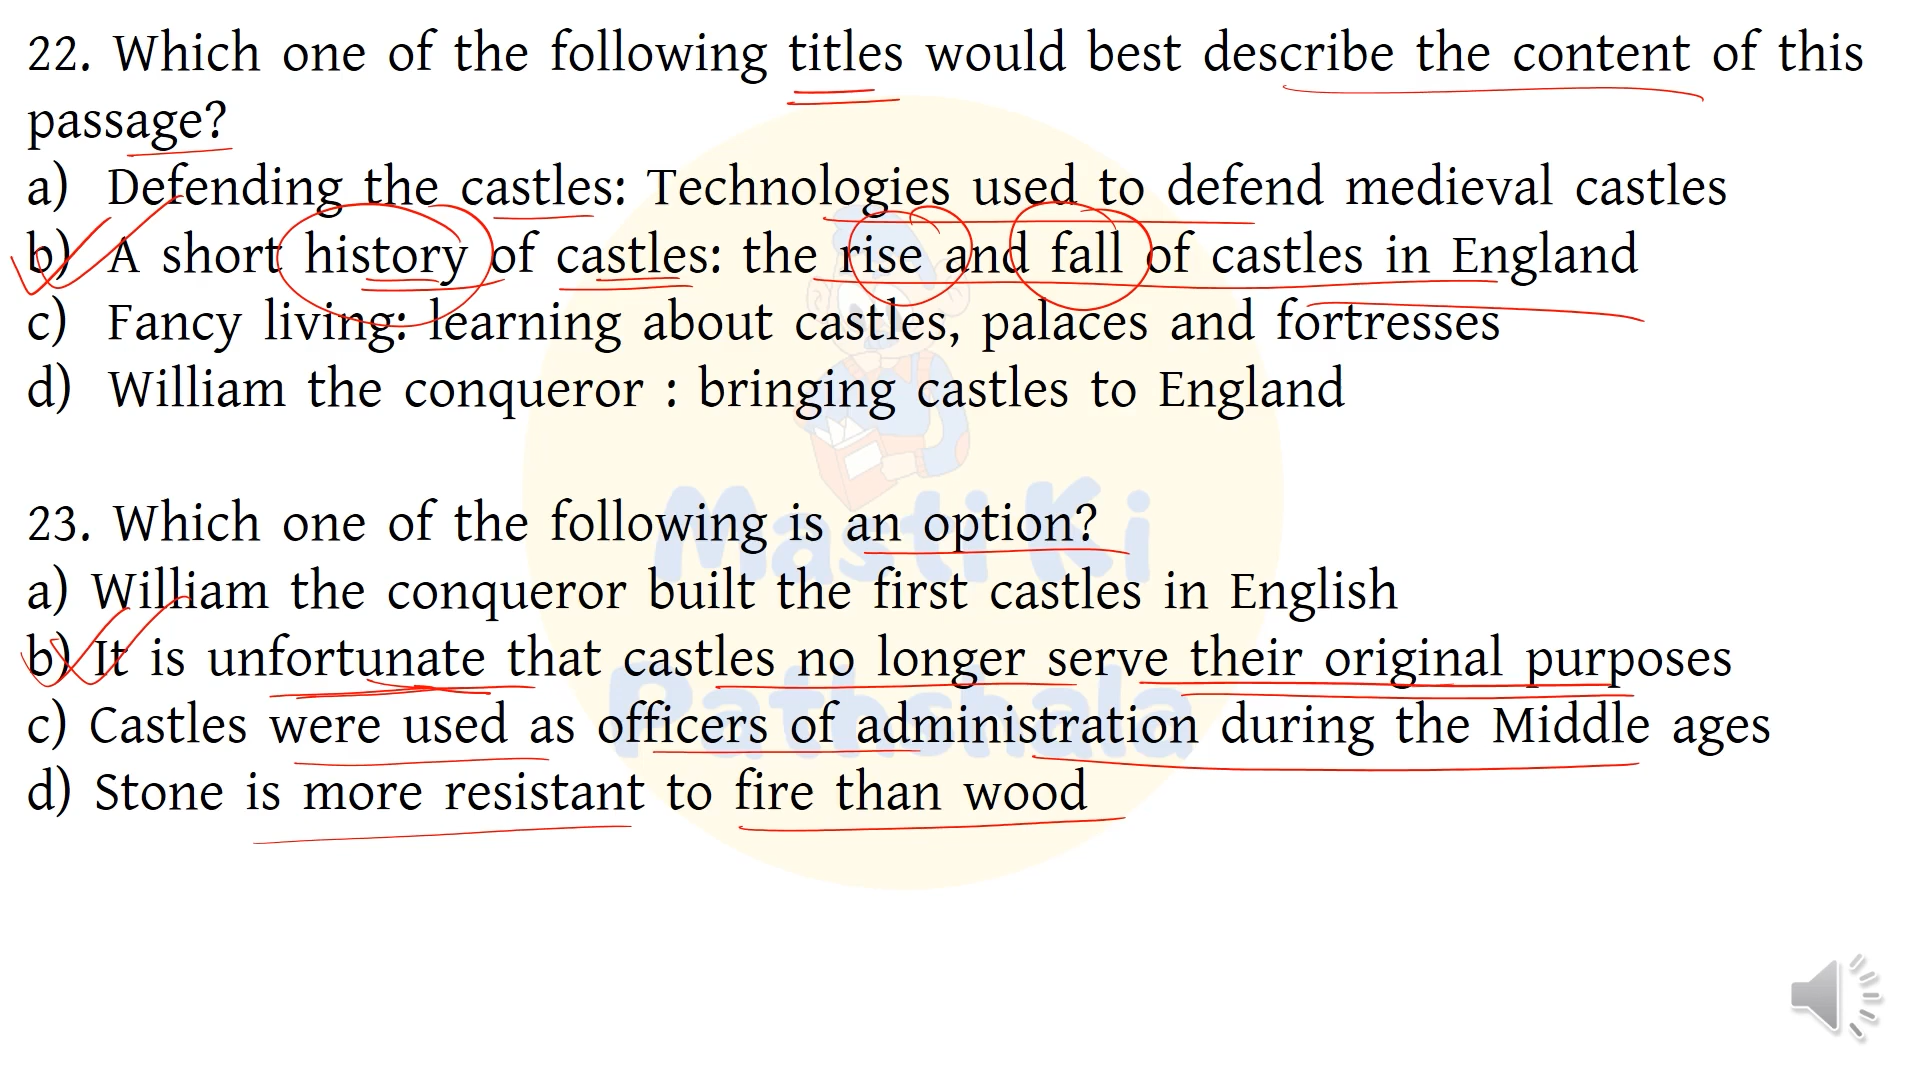 22. Which one of the following titles would best describe the content of this
passage?
a) Defending the castles: Technologies used to defend medieval castles
b) A short history of castles: the rise and fall of castles in England
c) Fancy living: learning about castles, palaces and fortresses
d) William the conqueror : bringing castles to England
23. Which one of the following is an option?
a) William the conqueror built the first castles in English
b) It is unfortunate that castles no longer serve their original purposes
c) Castles were used as officers of administration during the Middle ages
d) Stone is more resistant to fire than wood
Masti Ki
Pathshala